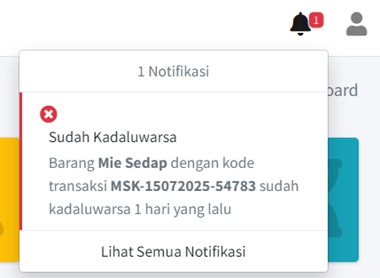 1
1 Notifikasi
board
Sudah Kadaluwarsa
Barang Mie Sedap dengan kode
transaksi MSK-15072025-54783 sudah
kadaluwarsa 1 hari yang lalu
Lihat Semua Notifikasi